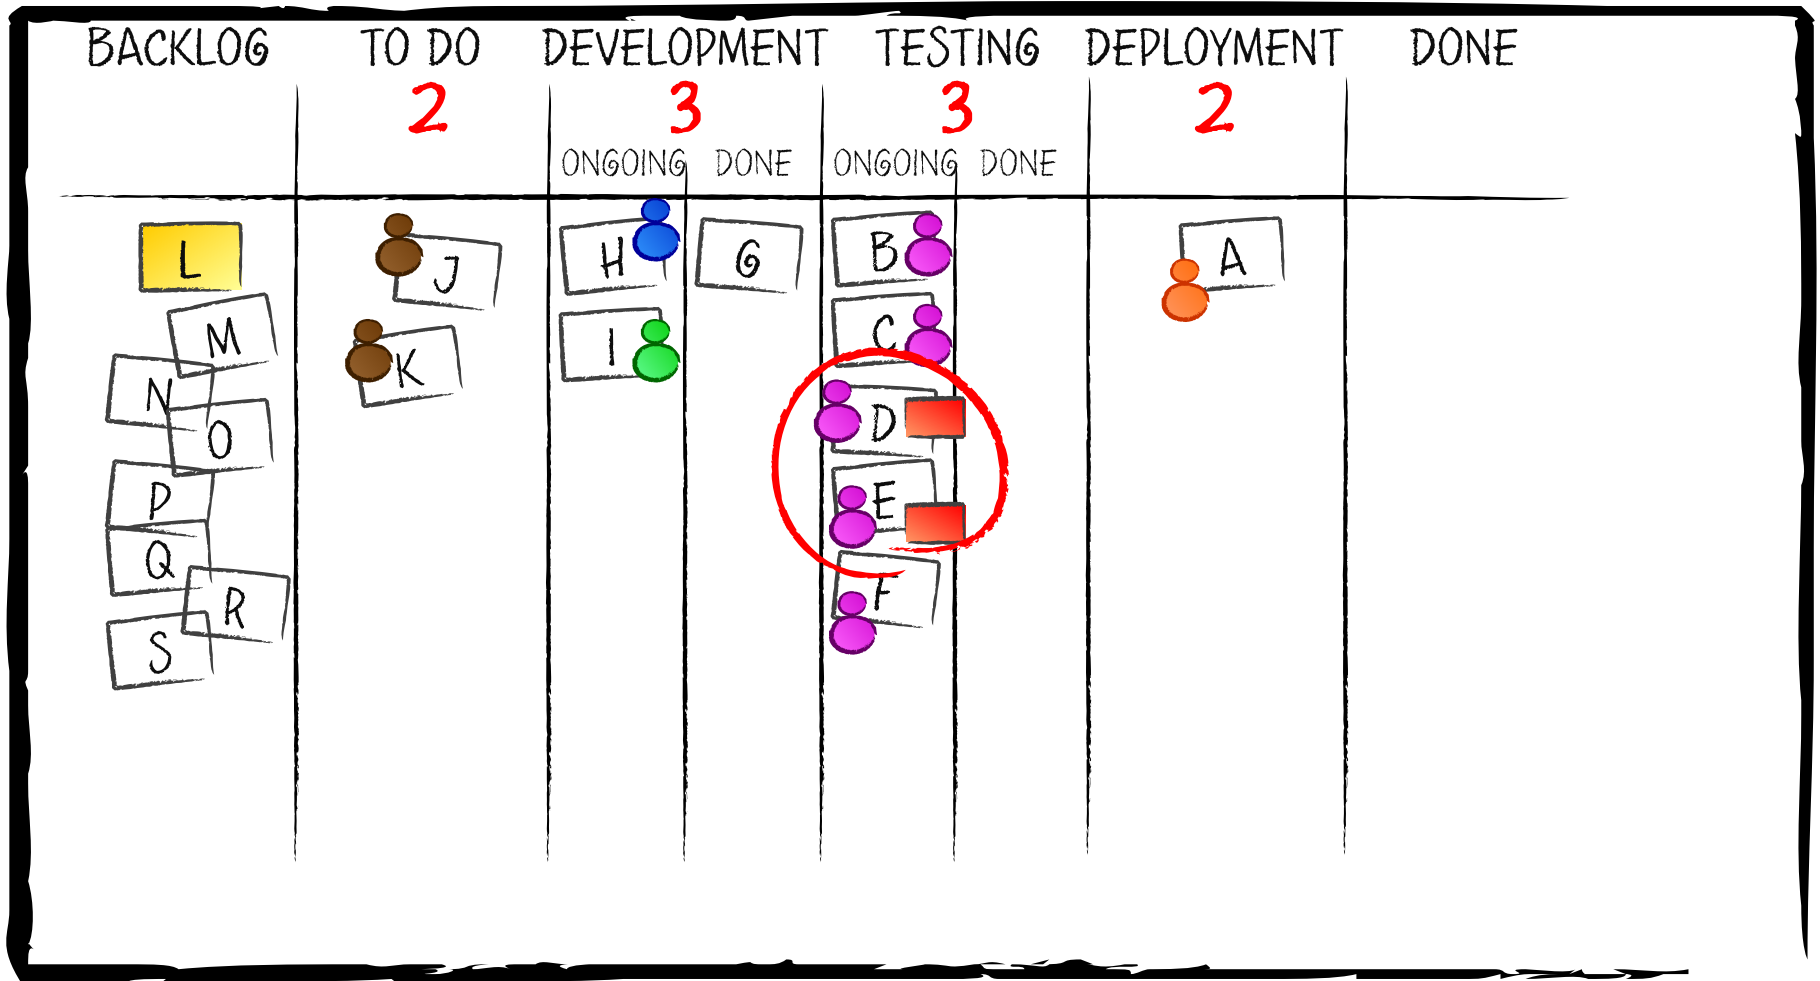 BACKLOG TO DO DEVELOPMENT TESTING DEPLOYMENT DONE
2 3 3 2
ONGOING DONE ONGOING DONE
L J H G B A
M K I C
N D
O E
P F
Q
R
S